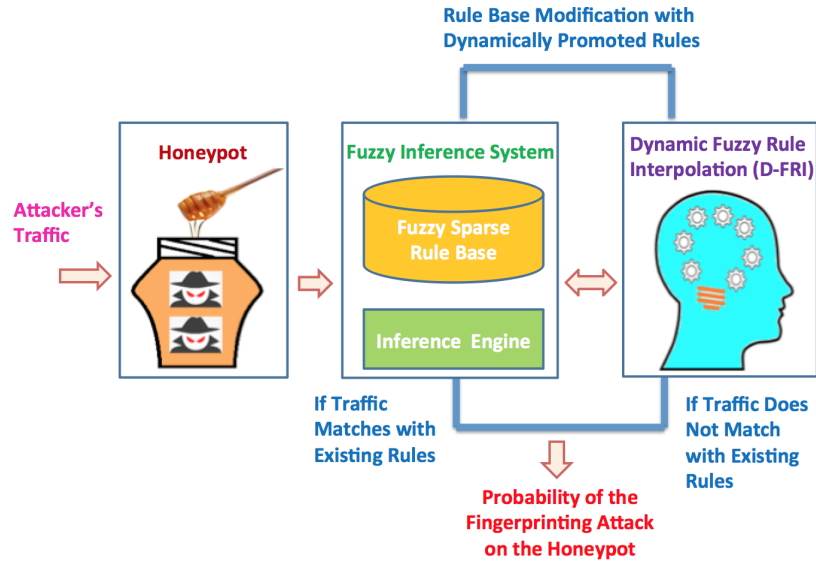 Rule Base Modification with
Dynamically Promoted Rules
Honeypot
Fuzzy Inference System
Dynamic Fuzzy Rule
Interpolation (D-FRI)
Attacker's
Traffic
Fuzzy Sparse
Rule Base
Inference Engine
If Traffic
Matches with
Existing Rules
If Traffic Does
Not Match
with Existing
Rules
Probability of the
Fingerprinting Attack
on the Honeypot